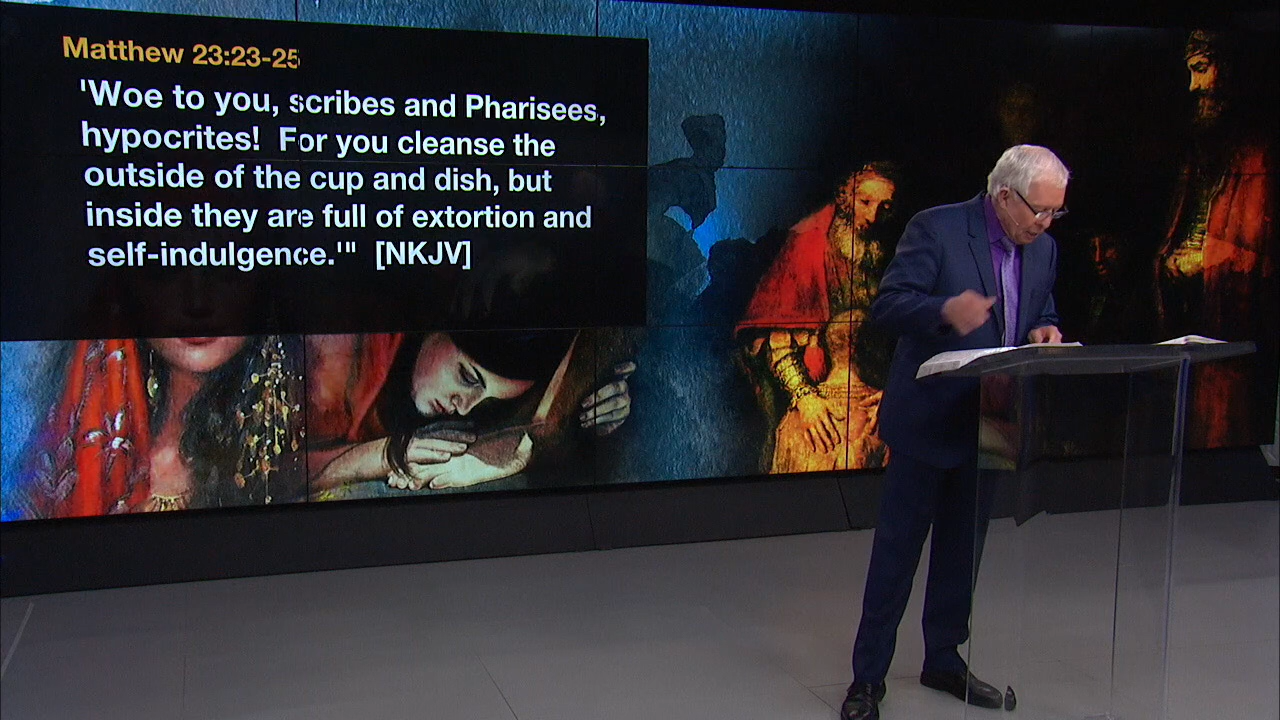 Matthew 23:23-25
'Woe to you, scribes and Pharisees,
hypocrites!  For you cleanse the
outside of the cup and dish, but
inside they are full of extortion and
self-indulgence.'"  [NKJV]